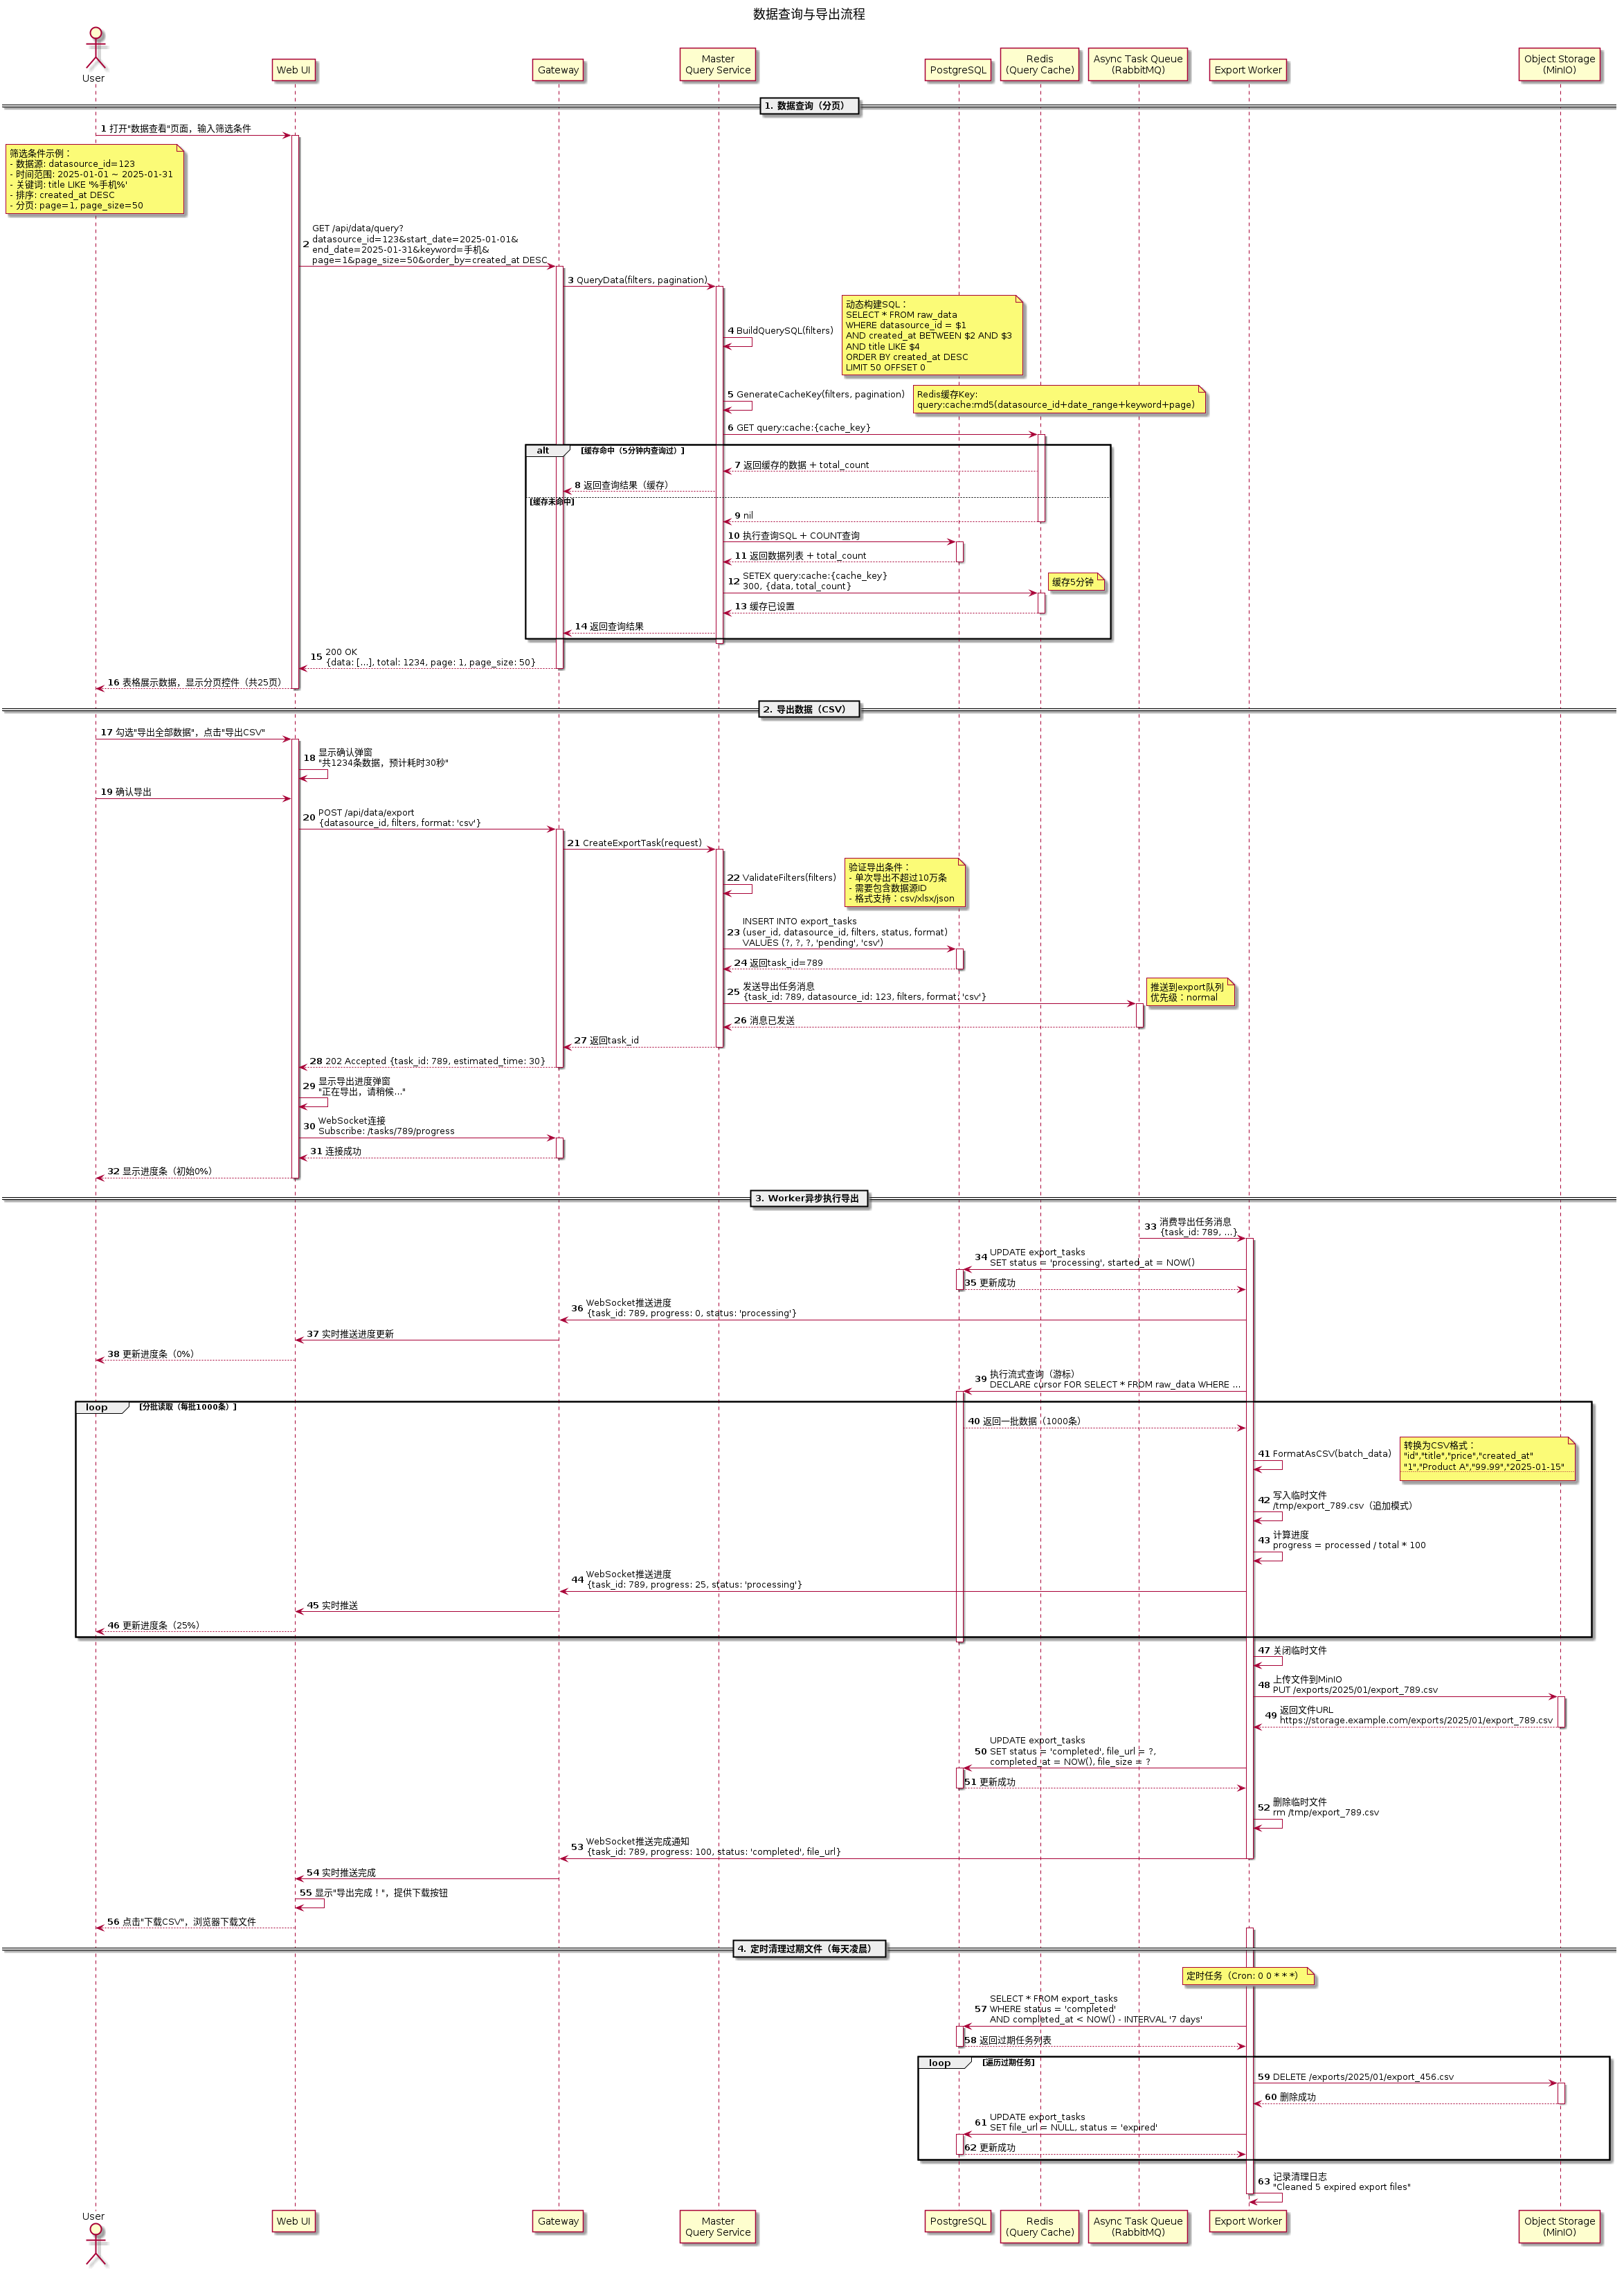 数据查询与导出流程
User
Web UI
Gateway
Master
Query Service
PostgreSQL
Redis
(Query Cache)
Async Task Queue
(RabbitMQ)
Export Worker
Object Storage
(MinIO)
1. 数据查询（分页）
1 打开"数据查看"页面，输入筛选条件
筛选条件示例：
- 数据源: datasource_id=123
- 时间范围: 2025-01-01 ~ 2025-01-31
- 关键词: title LIKE '%手机%'
- 排序: created_at DESC
- 分页: page=1, page_size=50
2 GET /api/data/query?
datasource_id=123&start_date=2025-01-01&
end_date=2025-01-31&keyword=手机&
page=1&page_size=50&order_by=created_at DESC
3 QueryData(filters, pagination)
4 BuildQuerySQL(filters)
动态构建SQL：
SELECT * FROM raw_data
WHERE datasource_id = $1
AND created_at BETWEEN $2 AND $3
AND title LIKE $4
ORDER BY created_at DESC
LIMIT 50 OFFSET 0
5 GenerateCacheKey(filters, pagination)
Redis缓存Key:
query:cache:md5(datasource_id+date_range+keyword+page)
6 GET query:cache:{cache_key}
alt [缓存命中（5分钟内查询过）]
7 返回缓存的数据 + total_count
8 返回查询结果（缓存）
[缓存未命中]
9 nil
10 执行查询SQL + COUNT查询
11 返回数据列表 + total_count
12 SETEX query:cache:{cache_key}
300, {data, total_count}
缓存5分钟
13 缓存已设置
14 返回查询结果
15 200 OK
{data: [...], total: 1234, page: 1, page_size: 50}
16 表格展示数据，显示分页控件（共25页）
2. 导出数据（CSV）
17 勾选"导出全部数据"，点击"导出CSV"
18 显示确认弹窗
"共1234条数据，预计耗时30秒"
19 确认导出
20 POST /api/data/export
{datasource_id, filters, format: 'csv'}
21 CreateExportTask(request)
22 ValidateFilters(filters)
验证导出条件：
- 单次导出不超过10万条
- 需要包含数据源ID
- 格式支持：csv/xlsx/json
23 INSERT INTO export_tasks
(user_id, datasource_id, filters, status, format)
VALUES (?, ?, ?, 'pending', 'csv')
24 返回task_id=789
25 发送导出任务消息
{task_id: 789, datasource_id: 123, filters, format: 'csv'}
推送到export队列
优先级：normal
26 消息已发送
27 返回task_id
28 202 Accepted {task_id: 789, estimated_time: 30}
29 显示导出进度弹窗
"正在导出，请稍候..."
30 WebSocket连接
Subscribe: /tasks/789/progress
31 连接成功
32 显示进度条（初始0%）
3. Worker异步执行导出
33 消费导出任务消息
{task_id: 789, ...}
34 UPDATE export_tasks
SET status = 'processing', started_at = NOW()
35 更新成功
36 WebSocket推送进度
{task_id: 789, progress: 0, status: 'processing'}
37 实时推送进度更新
38 更新进度条（0%）
39 执行流式查询（游标）
DECLARE cursor FOR SELECT * FROM raw_data WHERE ...
loop [分批读取（每批1000条）]
40 返回一批数据（1000条）
41 FormatAsCSV(batch_data)
转换为CSV格式：
"id","title","price","created_at"
"1","Product A","99.99","2025-01-15"
42 写入临时文件
/tmp/export_789.csv（追加模式）
43 计算进度
progress = processed / total * 100
44 WebSocket推送进度
{task_id: 789, progress: 25, status: 'processing'}
45 实时推送
46 更新进度条（25%）
47 关闭临时文件
48 上传文件到MinIO
PUT /exports/2025/01/export_789.csv
49 返回文件URL
https://storage.example.com/exports/2025/01/export_789.csv
50 UPDATE export_tasks
SET status = 'completed', file_url = ?,
completed_at = NOW(), file_size = ?
51 更新成功
52 删除临时文件
rm /tmp/export_789.csv
53 WebSocket推送完成通知
{task_id: 789, progress: 100, status: 'completed', file_url}
54 实时推送完成
55 显示"导出完成！"，提供下载按钮
56 点击"下载CSV"，浏览器下载文件
4. 定时清理过期文件（每天凌晨）
定时任务（Cron: 0 0 * * *）
57 SELECT * FROM export_tasks
WHERE status = 'completed'
AND completed_at < NOW() - INTERVAL '7 days'
58 返回过期任务列表
loop [遍历过期任务]
59 DELETE /exports/2025/01/export_456.csv
60 删除成功
61 UPDATE export_tasks
SET file_url = NULL, status = 'expired'
62 更新成功
63 记录清理日志
"Cleaned 5 expired export files"
User
Web UI
Gateway
Master
Query Service
PostgreSQL
Redis
(Query Cache)
Async Task Queue
(RabbitMQ)
Export Worker
Object Storage
(MinIO)